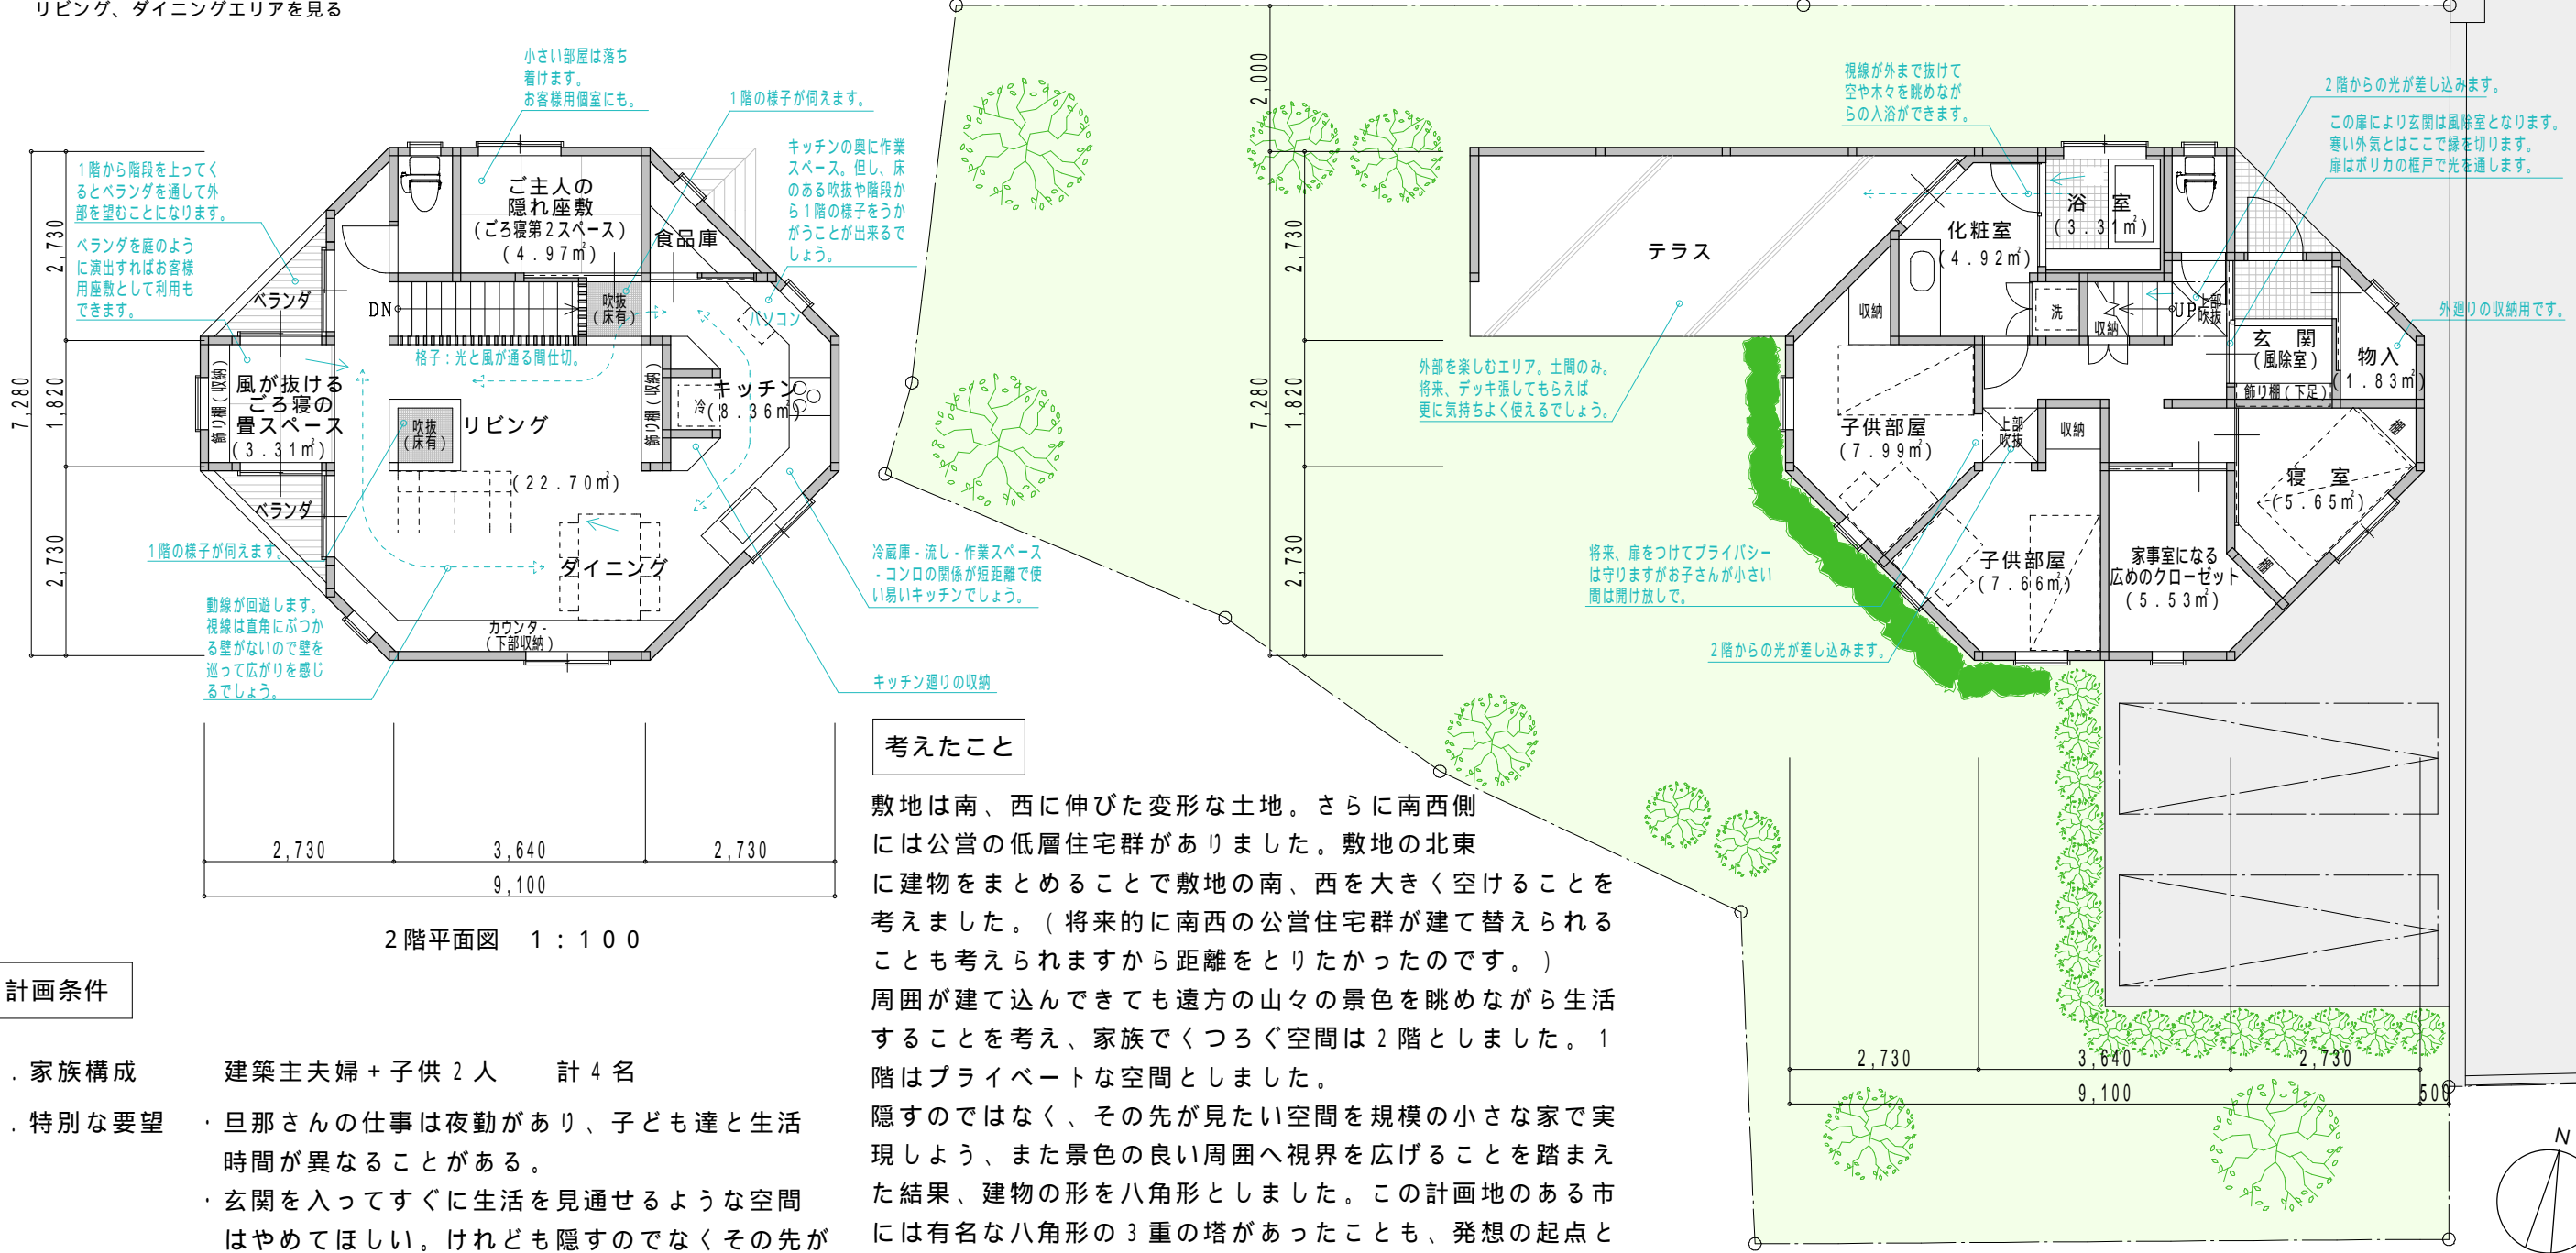 リビング、ダイニングエリアを見る
小さい部屋は落ち
着けます。
お客様用個室にも。
1階の様子が伺えます。
キッチンの奥に作業
スペース。但し、床
のある吹抜や階段か
ら1階の様子をうか
がうことが出来るで
しょう。
1階から階段を上ってく
るとベランダを通して外
部を望むことになります。
ベランダを庭のよう
に演出すればお客様
用座敷として利用も
できます。
ご主人の
隠れ座敷
(ごろ寝第2スペース)
(4.97㎡)
食品庫
ベランダ
DN
吹抜
(床有)
パソコン
格子:光と風が通る間仕切。
飾り棚(収納)
風が抜ける
ごろ寝の
畳スペース
(3.31㎡)
吹抜
(床有)
リビング
(22.70㎡)
飾り棚(収納)
冷
キッチン
(8.36㎡)
ベランダ
1階の様子が伺えます。
ダイニング
カウンタ-
(下部収納)
動線が回遊します。
視線は直角にぶつか
る壁がないので壁を
巡って広がりを感じ
るでしょう。
冷蔵庫-流し-作業スペース
-コンロの関係が短距離で使
い易いキッチンでしょう。
キッチン廻りの収納
2,730
1,820
2,730
7,280
2,730
3,640
2,730
9,100
2階平面図 1:100
計画条件
.家族構成 建築主夫婦+子供2人 計4名
.特別な要望 ・旦那さんの仕事は夜勤があり、子ども達と生活
時間が異なることがある。
・玄関を入ってすぐに生活を見通せるような空間
はやめてほしい。けれども隠すのでなくその先が
考えたこと
敷地は南、西に伸びた変形な土地。さらに南西側
には公営の低層住宅群がありました。敷地の北東
に建物をまとめることで敷地の南、西を大きく空けることを
考えました。(将来的に南西の公営住宅群が建て替えられる
ことも考えられますから距離をとりたかったのです。)
周囲が建て込んできても遠方の山々の景色を眺めながら生活
することを考え、家族でくつろぐ空間は2階としました。1
階はプライベートな空間としました。
隠すのではなく、その先が見たい空間を規模の小さな家で実
現しよう、また景色の良い周囲へ視界を広げることを踏まえ
た結果、建物の形を八角形としました。この計画地のある市
には有名な八角形の3重の塔があったことも、発想の起点と
2,000
2,730
1,820
2,730
7,280
視線が外まで抜けて
空や木々を眺めなが
らの入浴ができます。
2階からの光が差し込みます。
この扉により玄関は風除室となります。
寒い外気とはここで縁を切ります。
扉はポリカの框戸で光を通します。
外廻りの収納用です。
テラス
外部を楽しむエリア。土間のみ。
将来、デッキ張してもらえば
更に気持ちよく使えるでしょう。
化粧室
(4.92㎡)
浴 室
(3.31㎡)
収納
洗
収納
UP
上部
吹抜
玄 関
(風除室)
飾り棚(下足)
物入
(1.83㎡)
子供部屋
(7.99㎡)
上部
吹抜
収納
棚
寝 室
(5.65㎡)
棚
子供部屋
(7.66㎡)
家事室になる
広めのクローゼット
(5.53㎡)
将来、扉をつけてプライバシー
は守りますがお子さんが小さい
間は開け放しで。
2階からの光が差し込みます。
2,730
3,640
2,730
9,100
500
N